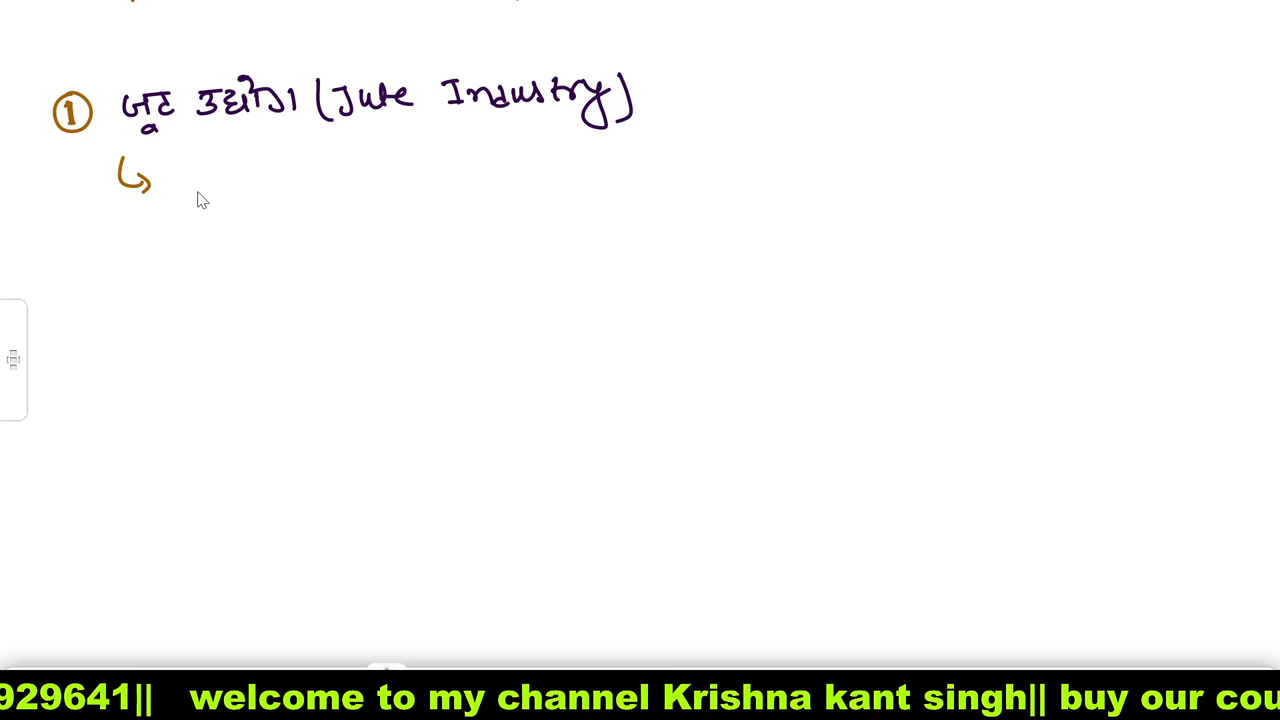 ① जूट उद्योग (Jute Industry)
↳
929641|| welcome to my channel Krishna kant singh|| buy our cou